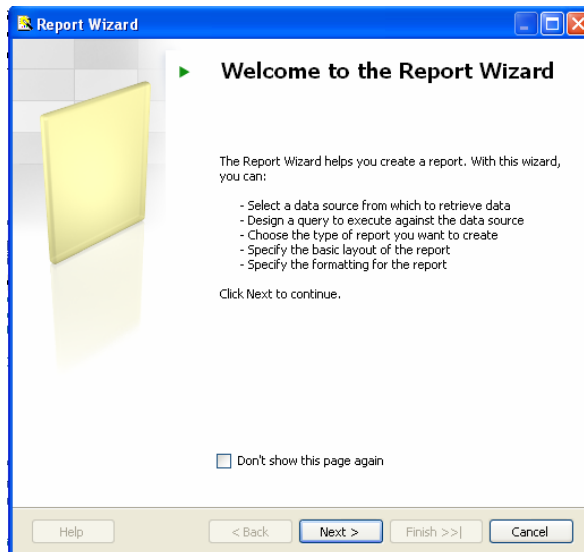 Report Wizard
Welcome to the Report Wizard
The Report Wizard helps you create a report. With this wizard,
you can:
- Select a data source from which to retrieve data
- Design a query to execute against the data source
- Choose the type of report you want to create
- Specify the basic layout of the report
- Specify the formatting for the report
Click Next to continue.
Don't show this page again
Help < Back Next > Finish >>| Cancel